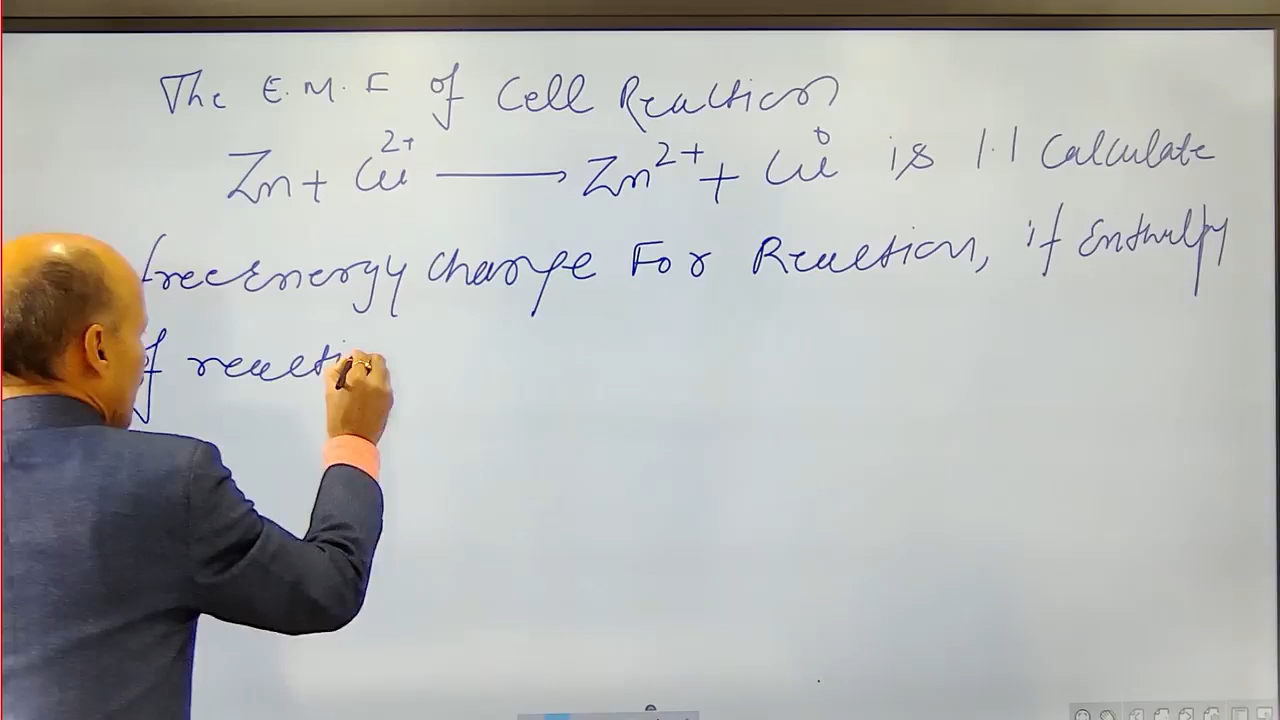 The E.M.F of Cell Reaction
Zn + Cu²⁺ ⟶ Zn²⁺ + Cu⁰ is 1.1 Calculate
free Energy change For Reaction, if Enthalpy
of reacti